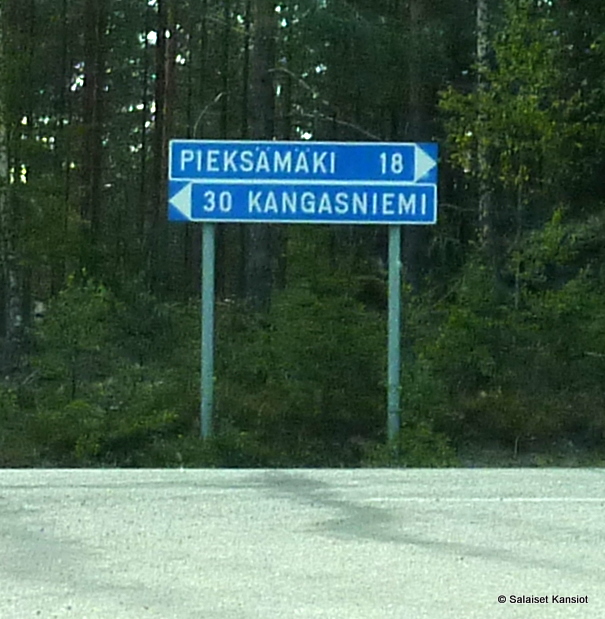 PIEKSÄMÄKI 18
30 KANGASNIEMI
© Salaiset Kansiot